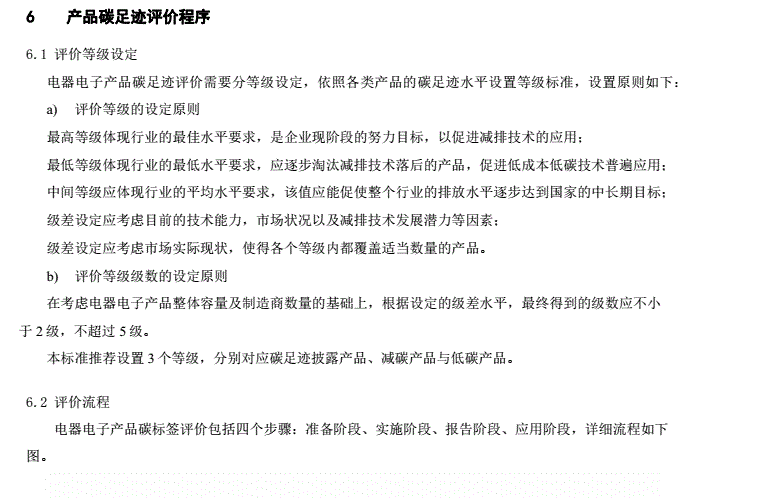 6 产品碳足迹评价程序
6.1 评价等级设定
电器电子产品碳足迹评价需要分等级设定，依照各类产品的碳足迹水平设置等级标准，设置原则如下：
a) 评价等级的设定原则
最高等级体现行业的最佳水平要求，是企业现阶段的努力目标，以促进减排技术的应用；
最低等级体现行业的最低水平要求，应逐步淘汰减排技术落后的产品，促进低成本低碳技术普遍应用；
中间等级应体现行业的平均水平要求，该值应能促使整个行业的排放水平逐步达到国家的中长期目标；
级差设定应考虑目前的技术能力，市场状况以及减排技术发展潜力等因素；
级差设定应考虑市场实际现状，使得各个等级内都覆盖适当数量的产品。
b) 评价等级级数的设定原则
在考虑电器电子产品整体容量及制造商数量的基础上，根据设定的级差水平，最终得到的级数应不小
于 2 级，不超过 5 级。
本标准推荐设置 3 个等级，分别对应碳足迹披露产品、减碳产品与低碳产品。
6.2 评价流程
电器电子产品碳标签评价包括四个步骤：准备阶段、实施阶段、报告阶段、应用阶段，详细流程如下
图。